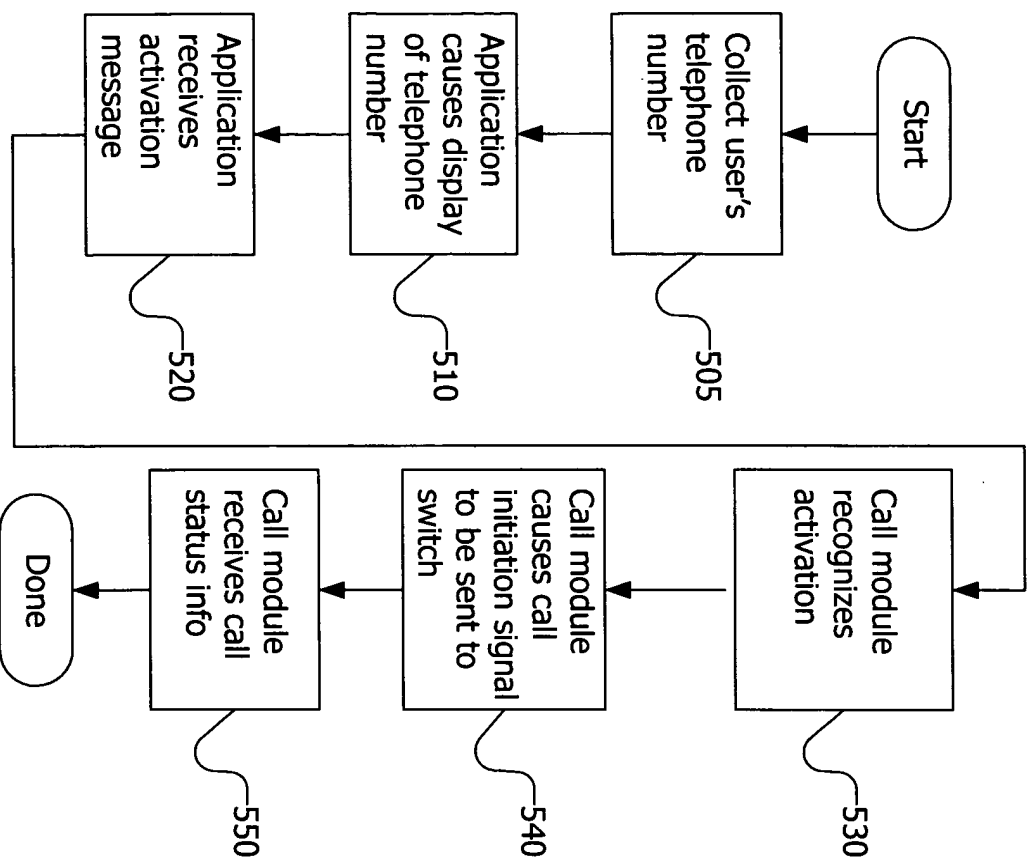 Start
Collect user's
telephone
number
505
Application
causes display
of telephone
number
510
Application
receives
activation
message
520
Call module
recognizes
activation
530
Call module
causes call
initiation signal
to be sent to
switch
540
Call module
receives call
status info
550
Done